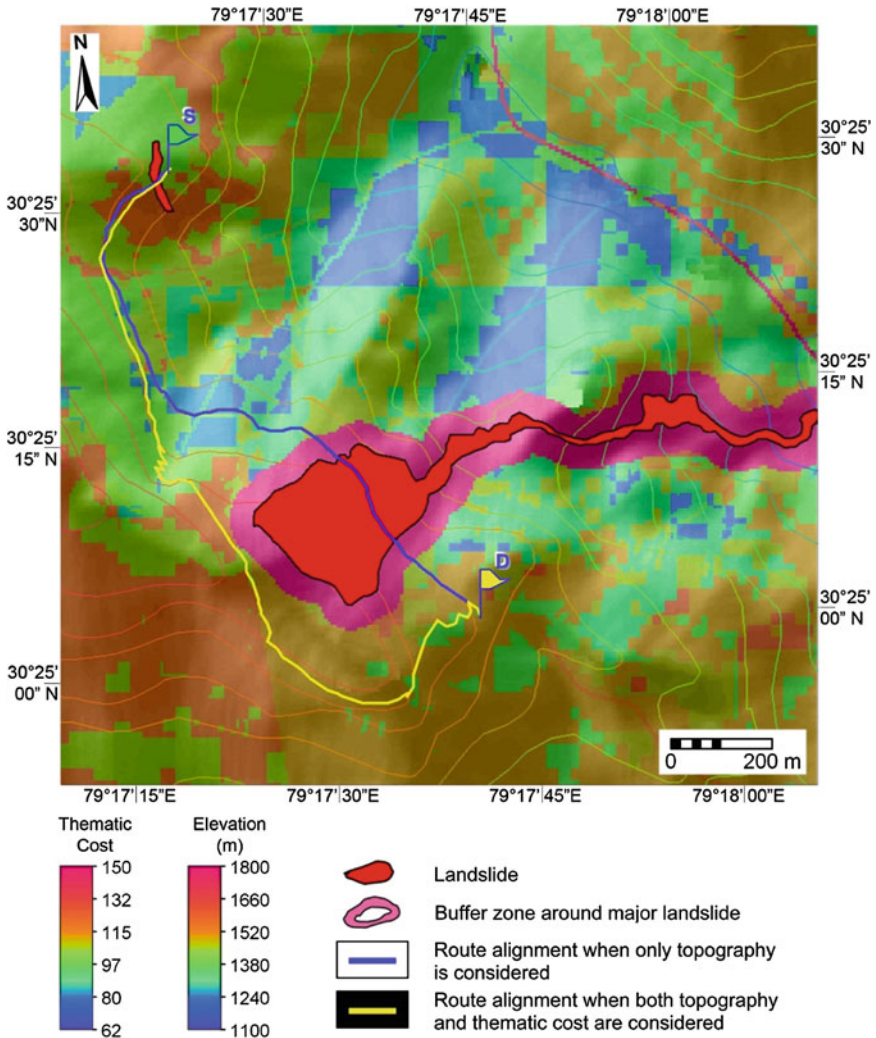 79°17'30"E 79°17'45"E 79°18'00"E
N
S
30°25'
30" N
30°25'
30"N
30°25'
15" N
30°25'
15" N
D
30°25'
00" N
30°25'
00" N
0 200 m
79°17'15"E 79°17'30"E 79°17'45"E 79°18'00"E
Thematic
Cost
150
132
115
97
80
62
Elevation
(m)
1800
1660
1520
1380
1240
1100
Landslide
Buffer zone around major landslide
Route alignment when only topography
is considered
Route alignment when both topography
and thematic cost are considered